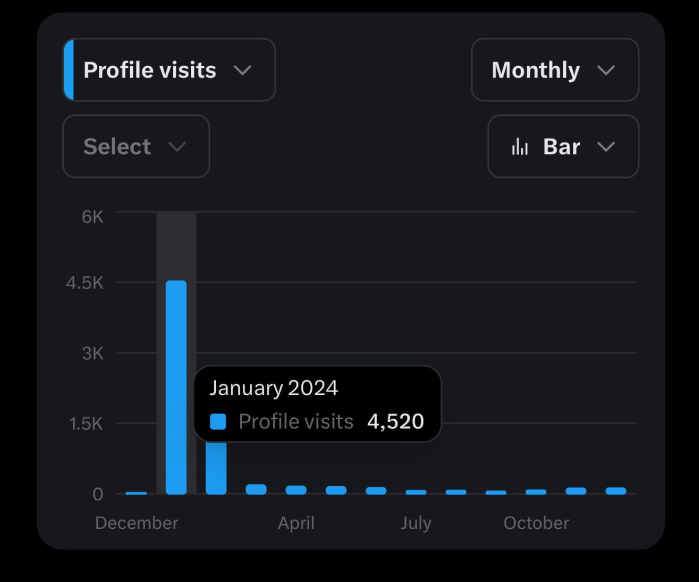 Profile visits
Monthly
Select
Bar
6K
4.5K
3K
1.5K
0
January 2024
Profile visits 4,520
December April July October